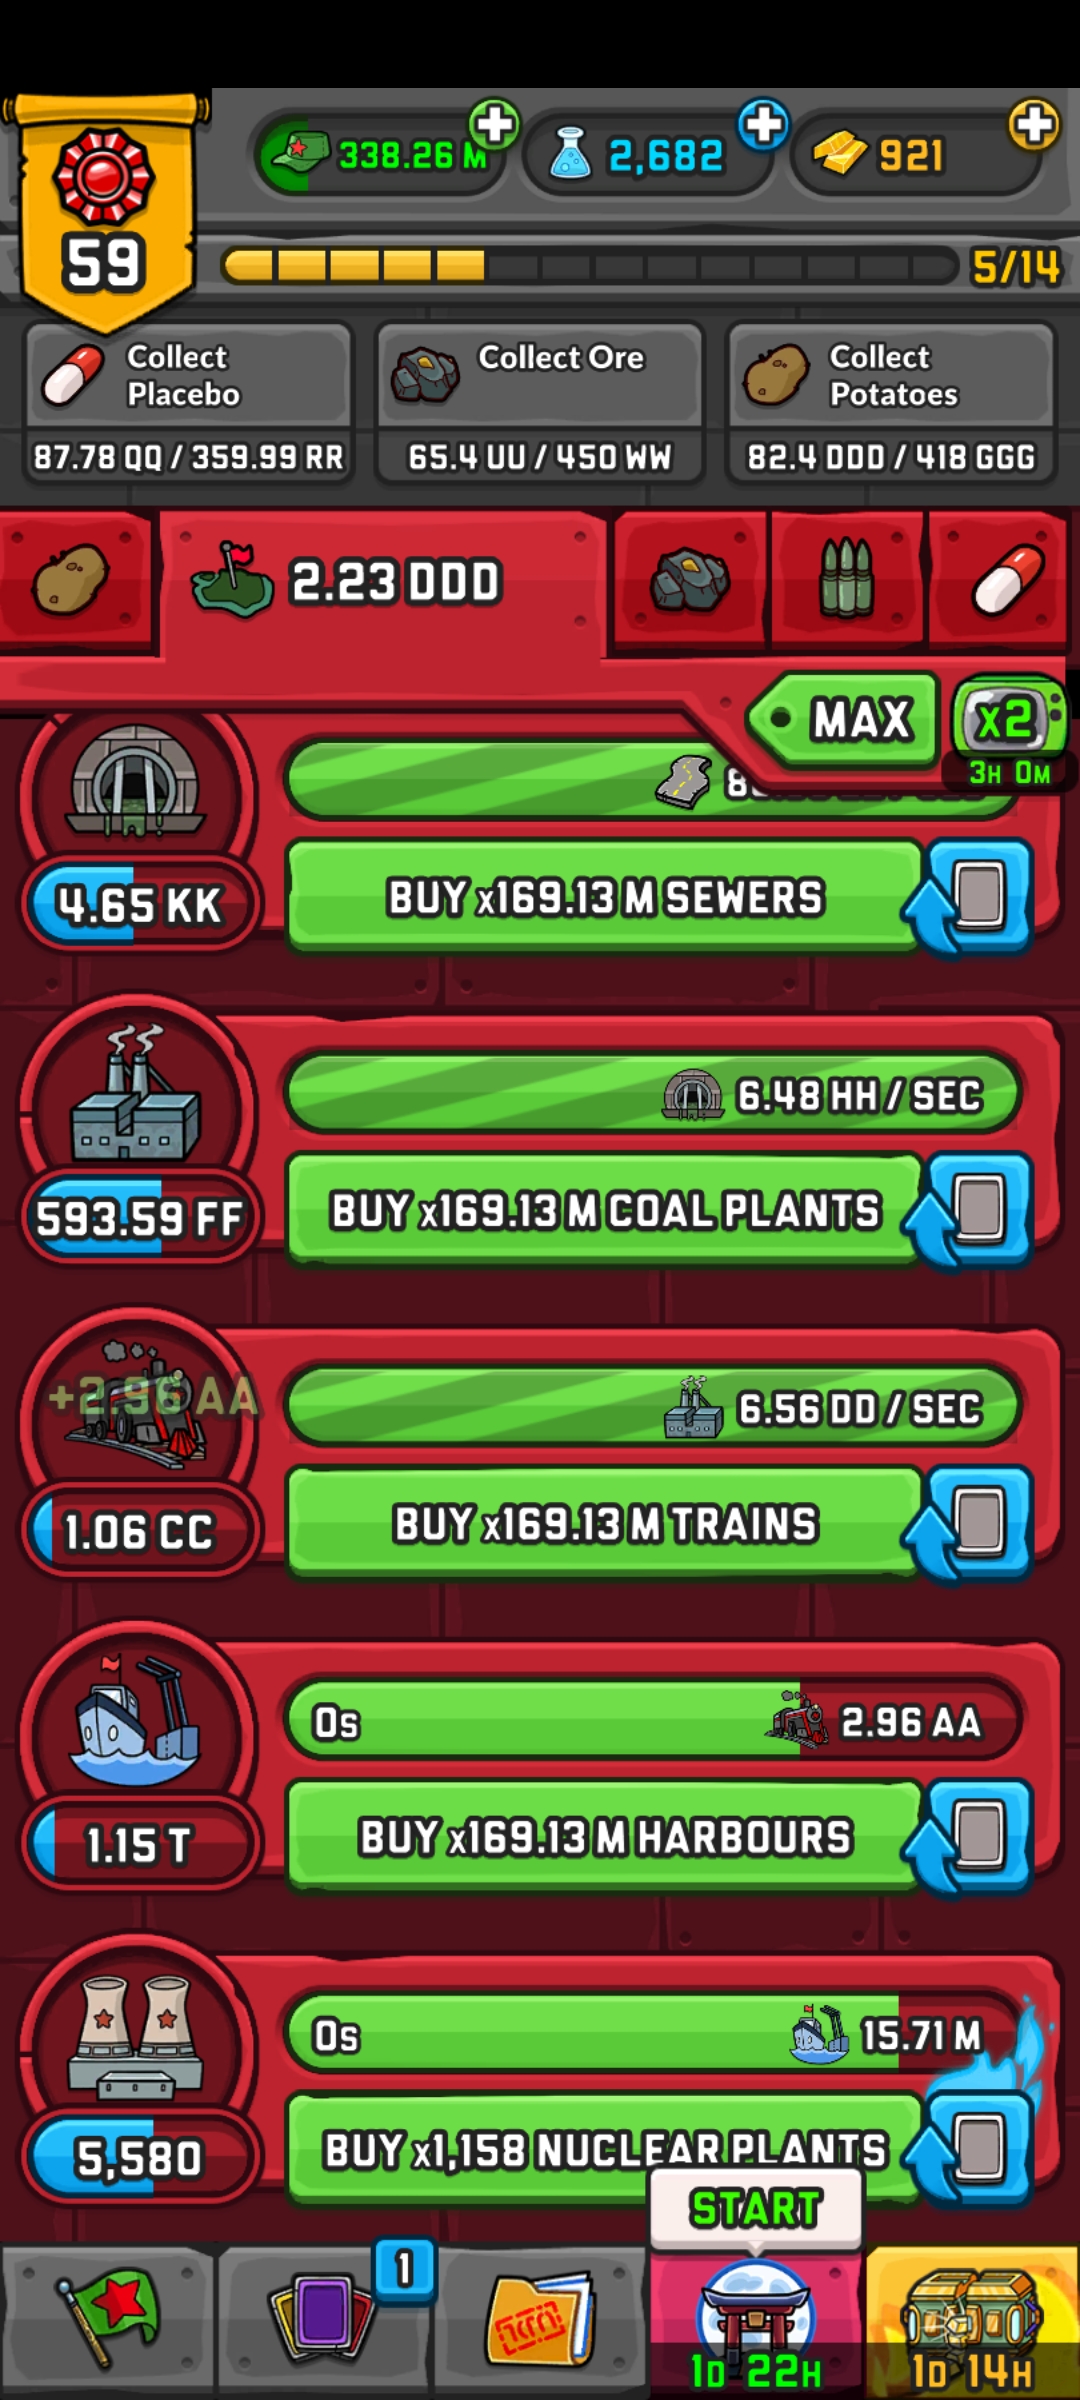 338.26 M
2,682
921
59
5/14
Collect Placebo
87.78 QQ / 359.99 RR
Collect Ore
65.4 UU / 450 WW
Collect Potatoes
82.4 DDD / 418 GGG
2.23 DDD
MAX
x2
3H 0M
4.65 KK
BUY x169.13 M SEWERS
6.48 HH / SEC
593.59 FF
BUY x169.13 M COAL PLANTS
+2.96 AA
6.56 DD / SEC
1.06 CC
BUY x169.13 M TRAINS
0s
2.96 AA
1.15 T
BUY x169.13 M HARBOURS
0s
15.71 M
5,580
BUY x1,158 NUCLEAR PLANTS
START
1
1D 22H
1D 14H